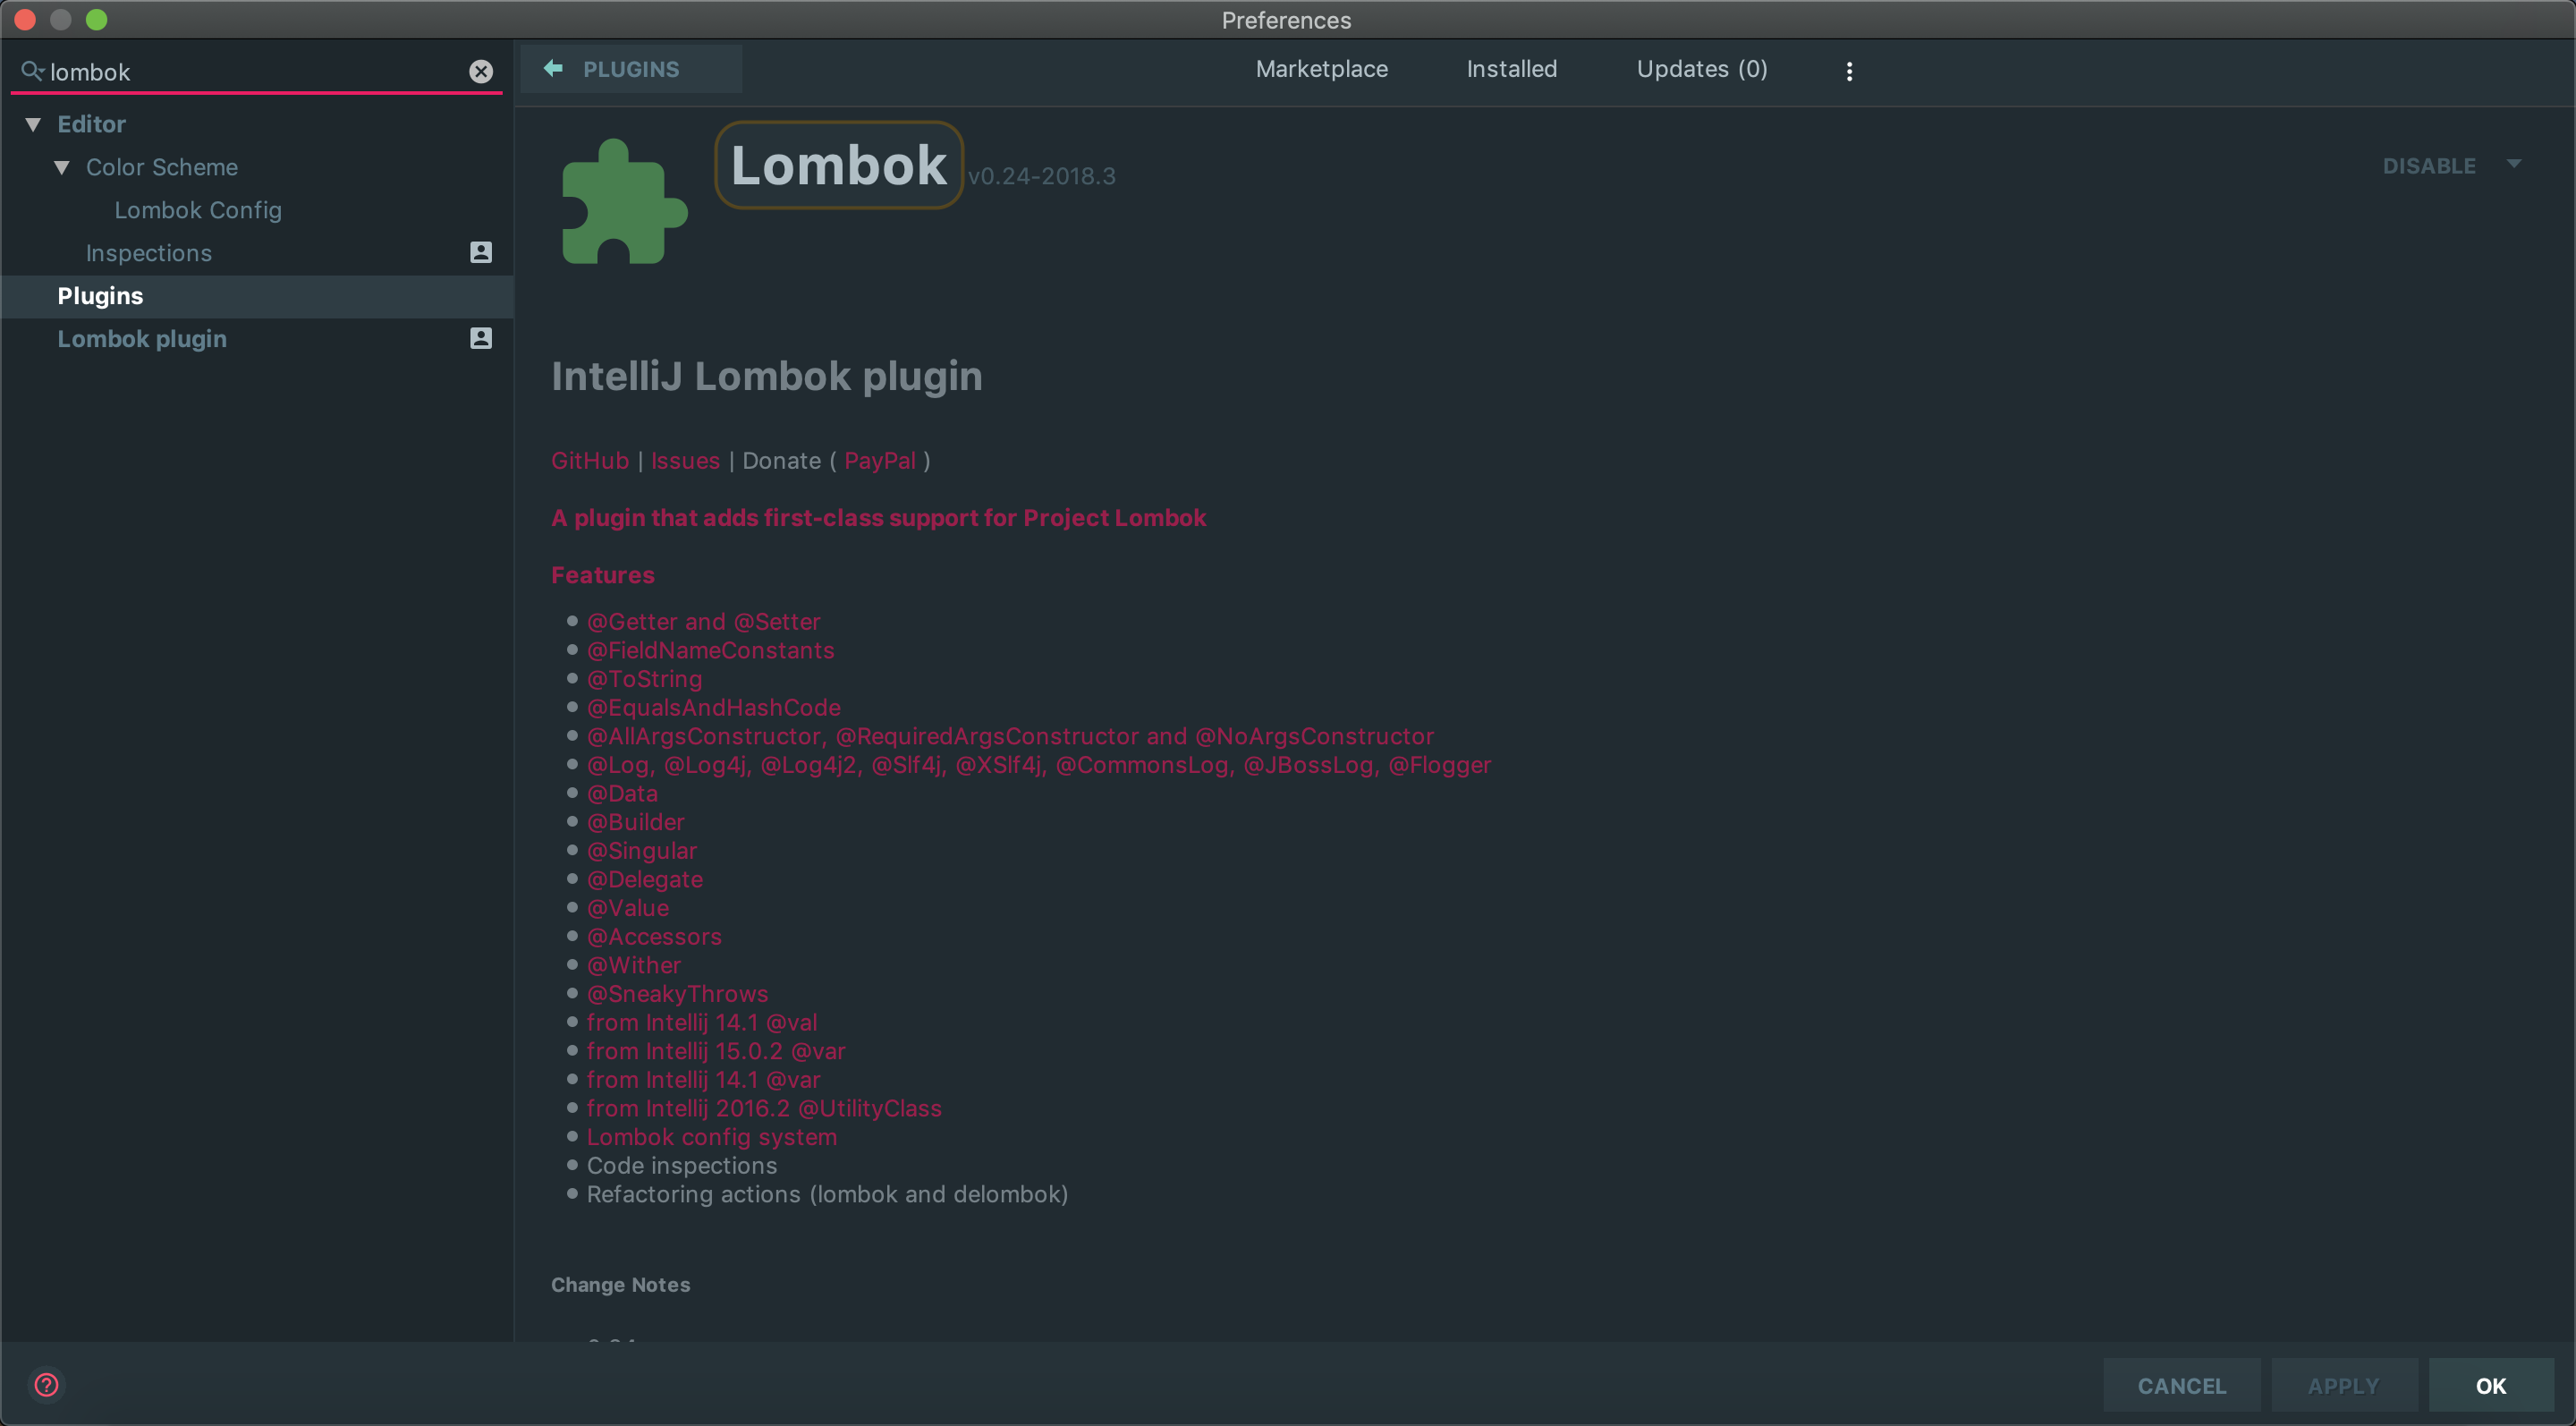 Preferences
lombok
Editor
Color Scheme
Lombok Config
Inspections
Plugins
Lombok plugin
PLUGINS
Marketplace
Installed
Updates (0)
Lombok v0.24-2018.3
DISABLE
IntelliJ Lombok plugin
GitHub | Issues | Donate ( PayPal )
A plugin that adds first-class support for Project Lombok
Features
@Getter and @Setter
@FieldNameConstants
@ToString
@EqualsAndHashCode
@AllArgsConstructor, @RequiredArgsConstructor and @NoArgsConstructor
@Log, @Log4j, @Log4j2, @Slf4j, @XSlf4j, @CommonsLog, @JBossLog, @Flogger
@Data
@Builder
@Singular
@Delegate
@Value
@Accessors
@Wither
@SneakyThrows
from Intellij 14.1 @val
from Intellij 15.0.2 @var
from Intellij 14.1 @var
from Intellij 2016.2 @UtilityClass
Lombok config system
Code inspections
Refactoring actions (lombok and delombok)
Change Notes
CANCEL
APPLY
OK